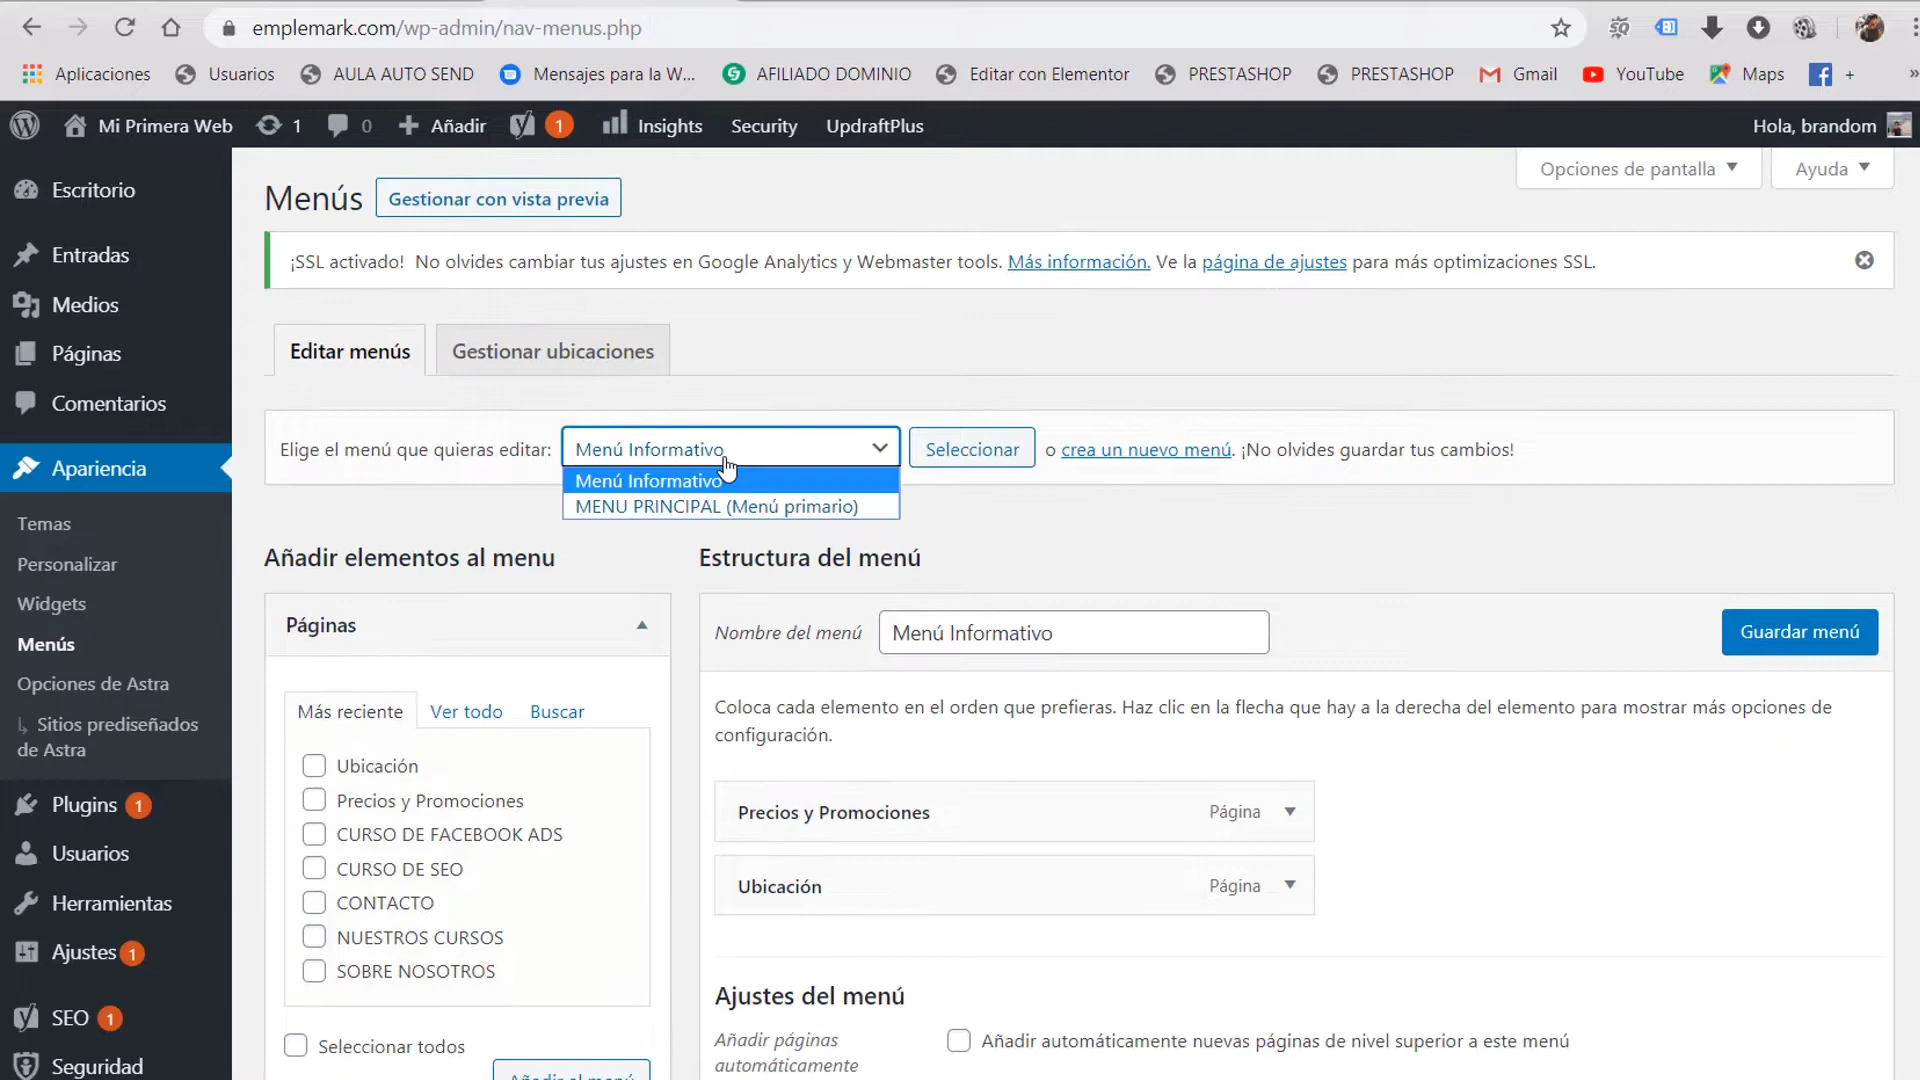 emplemark.com/wp-admin/nav-menus.php
Aplicaciones
Usuarios
AULA AUTO SEND
Mensajes para la W...
AFILIADO DOMINIO
Editar con Elementor
PRESTASHOP
PRESTASHOP
Gmail
YouTube
Maps
+
»
Mi Primera Web
1
0
Añadir
1
Insights
Security
UpdraftPlus
Hola, brandom
Opciones de pantalla
Ayuda
Escritorio
Entradas
Medios
Páginas
Comentarios
Apariencia
Temas
Personalizar
Widgets
Menús
Opciones de Astra
Sitios prediseñados
de Astra
Plugins 1
Usuarios
Herramientas
Ajustes 1
SEO 1
Seguridad
Menús
Gestionar con vista previa
¡SSL activado! No olvides cambiar tus ajustes en Google Analytics y Webmaster tools. Más información. Ve la página de ajustes para más optimizaciones SSL.
Editar menús
Gestionar ubicaciones
Elige el menú que quieras editar: Menú Informativo Seleccionar o crea un nuevo menú. ¡No olvides guardar tus cambios!
Menú Informativo
MENU PRINCIPAL (Menú primario)
Añadir elementos al menu
Páginas
Más reciente
Ver todo
Buscar
Ubicación
Precios y Promociones
CURSO DE FACEBOOK ADS
CURSO DE SEO
CONTACTO
NUESTROS CURSOS
SOBRE NOSOTROS
Seleccionar todos
Añadir al menú
Estructura del menú
Nombre del menú
Menú Informativo
Guardar menú
Coloca cada elemento en el orden que prefieras. Haz clic en la flecha que hay a la derecha del elemento para mostrar más opciones de
configuración.
Precios y Promociones
Página
Ubicación
Página
Ajustes del menú
Añadir páginas
automáticamente
Añadir automáticamente nuevas páginas de nivel superior a este menú